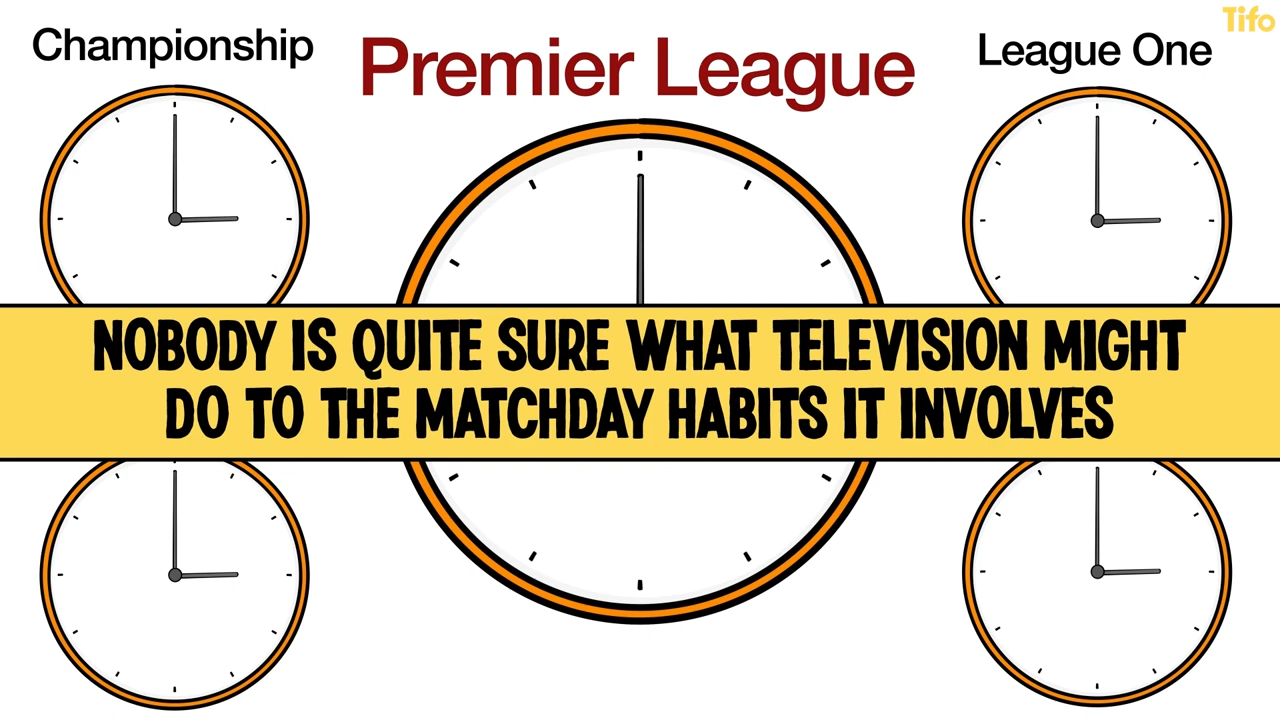 Tifo
Championship
Premier League
League One
NOBODY IS QUITE SURE WHAT TELEVISION MIGHT
DO TO THE MATCHDAY HABITS IT INVOLVES